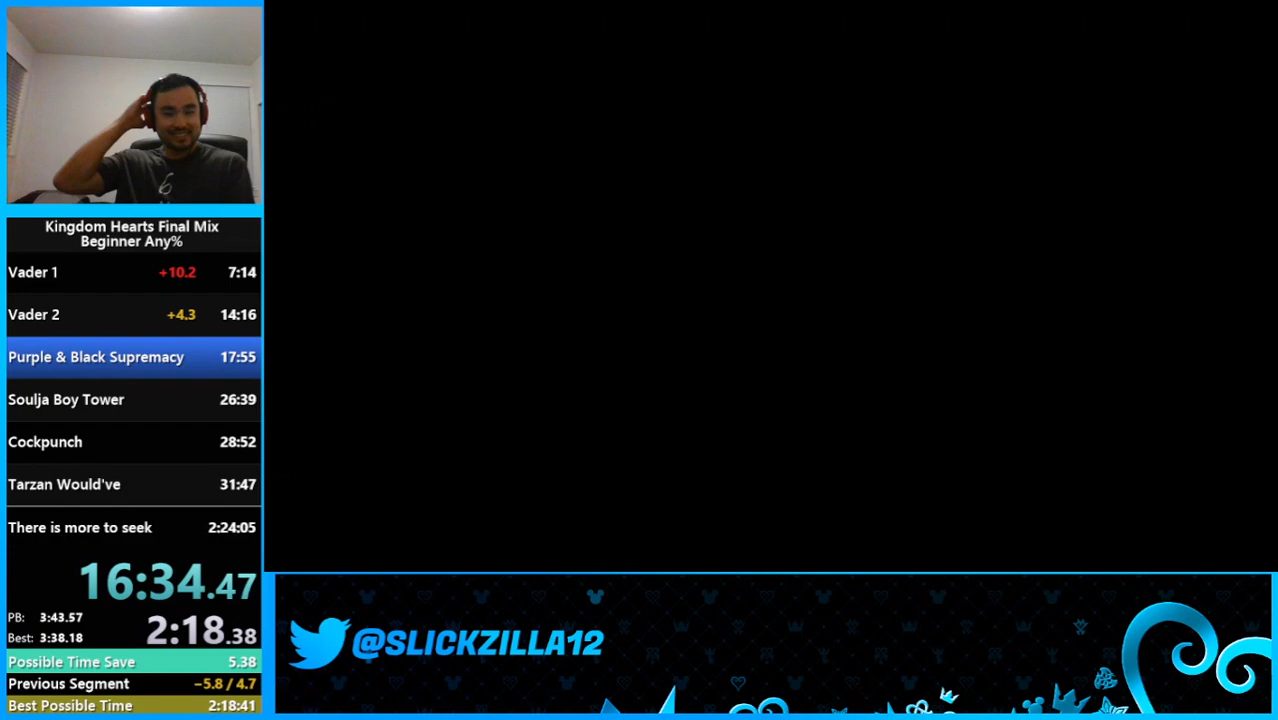 Kingdom Hearts Final Mix
Beginner Any%
Vader 1 +10.2 7:14
Vader 2 +4.3 14:16
Purple & Black Supremacy 17:55
Soulja Boy Tower 26:39
Cockpunch 28:52
Tarzan Would've 31:47
There is more to seek 2:24:05
16:34.47
PB: 3:43.57
Best: 3:38.18
2:18.38
Possible Time Save 5.38
Previous Segment −5.8 / 4.7
Best Possible Time 2:18:41
@SLICKZILLA12